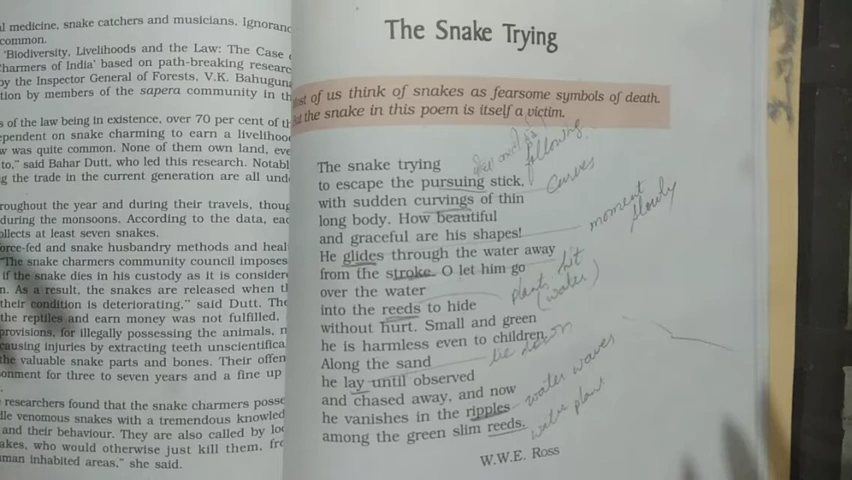 l medicine, snake catchers and musicians. Ignoranc
common.
'Biodiversity, Livelihoods and the Law: The Case
Charmers of India' based on path-breaking researc
by the Inspector General of Forests, V.K. Bahugun
tion by members of the sapera community in th
s of the law being in existence, over 70 per cent of th
ependent on snake charming to earn a livelihoo
w was quite common. None of them own land, eve
to," said Bahar Dutt, who led this research. Notabl
g the trade in the current generation are all und
roughout the year and during their travels, thoug
during the monsoons. According to the data, eac
ollects at least seven snakes.
orce-fed and snake husbandry methods and heal
"The snake charmers community council imposes
if the snake dies in his custody as it is consider
n. As a result, the snakes are released when t
their condition is deteriorating," said Dutt. The
the reptiles and earn money was not fulfilled,
provisions, for illegally possessing the animals, n
causing injuries by extracting teeth unscientifica
the valuable snake parts and bones. Their offen
onment for three to seven years and a fine up
researchers found that the snake charmers posse
dle venomous snakes with a tremendous knowled
and their behaviour. They are also called by loc
akes, who would otherwise just kill them, fro
man inhabited areas," she said.
The Snake Trying
ost of us think of snakes as fearsome symbols of death.
ut the snake in this poem is itself a victim.
The snake trying
to escape the pursuing stick, following
with sudden curvings of thin curves
long body. How beautiful
and graceful are his shapes! moment slowly
He glides through the water away
from the stroke. O let him go hit
over the water plants (water)
into the reeds to hide
without hurt. Small and green
he is harmless even to children.
Along the sand lie down
he lay until observed
and chased away, and now
he vanishes in the ripples water waves
among the green slim reeds. water plant
W.W.E. Ross